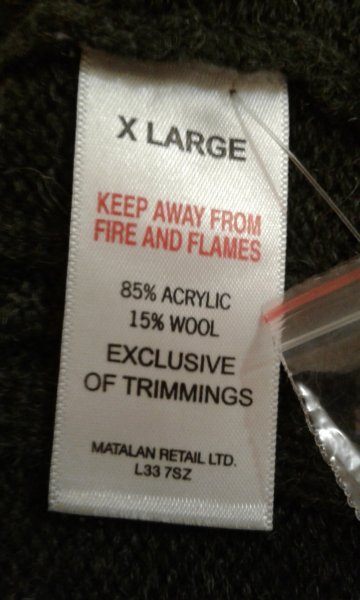 X LARGE
KEEP AWAY FROM
FIRE AND FLAMES
85% ACRYLIC
15% WOOL
EXCLUSIVE
OF TRIMMINGS
MATALAN RETAIL LTD.
L33 7SZ